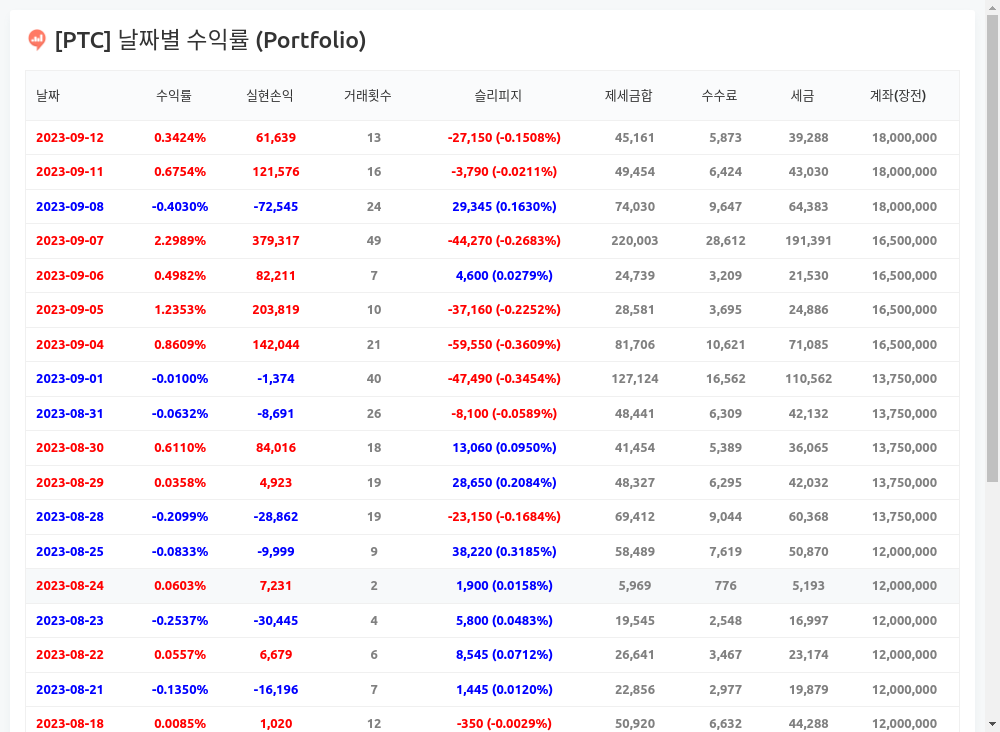 [PTC] 날짜별 수익률 (Portfolio)
날짜 수익률 실현손익 거래횟수 슬리피지 제세금합 수수료 세금 계좌(장전)
2023-09-12 0.3424% 61,639 13 -27,150 (-0.1508%) 45,161 5,873 39,288 18,000,000
2023-09-11 0.6754% 121,576 16 -3,790 (-0.0211%) 49,454 6,424 43,030 18,000,000
2023-09-08 -0.4030% -72,545 24 29,345 (0.1630%) 74,030 9,647 64,383 18,000,000
2023-09-07 2.2989% 379,317 49 -44,270 (-0.2683%) 220,003 28,612 191,391 16,500,000
2023-09-06 0.4982% 82,211 7 4,600 (0.0279%) 24,739 3,209 21,530 16,500,000
2023-09-05 1.2353% 203,819 10 -37,160 (-0.2252%) 28,581 3,695 24,886 16,500,000
2023-09-04 0.8609% 142,044 21 -59,550 (-0.3609%) 81,706 10,621 71,085 16,500,000
2023-09-01 -0.0100% -1,374 40 -47,490 (-0.3454%) 127,124 16,562 110,562 13,750,000
2023-08-31 -0.0632% -8,691 26 -8,100 (-0.0589%) 48,441 6,309 42,132 13,750,000
2023-08-30 0.6110% 84,016 18 13,060 (0.0950%) 41,454 5,389 36,065 13,750,000
2023-08-29 0.0358% 4,923 19 28,650 (0.2084%) 48,327 6,295 42,032 13,750,000
2023-08-28 -0.2099% -28,862 19 -23,150 (-0.1684%) 69,412 9,044 60,368 13,750,000
2023-08-25 -0.0833% -9,999 9 38,220 (0.3185%) 58,489 7,619 50,870 12,000,000
2023-08-24 0.0603% 7,231 2 1,900 (0.0158%) 5,969 776 5,193 12,000,000
2023-08-23 -0.2537% -30,445 4 5,800 (0.0483%) 19,545 2,548 16,997 12,000,000
2023-08-22 0.0557% 6,679 6 8,545 (0.0712%) 26,641 3,467 23,174 12,000,000
2023-08-21 -0.1350% -16,196 7 1,445 (0.0120%) 22,856 2,977 19,879 12,000,000
2023-08-18 0.0085% 1,020 12 -350 (-0.0029%) 50,920 6,632 44,288 12,000,000